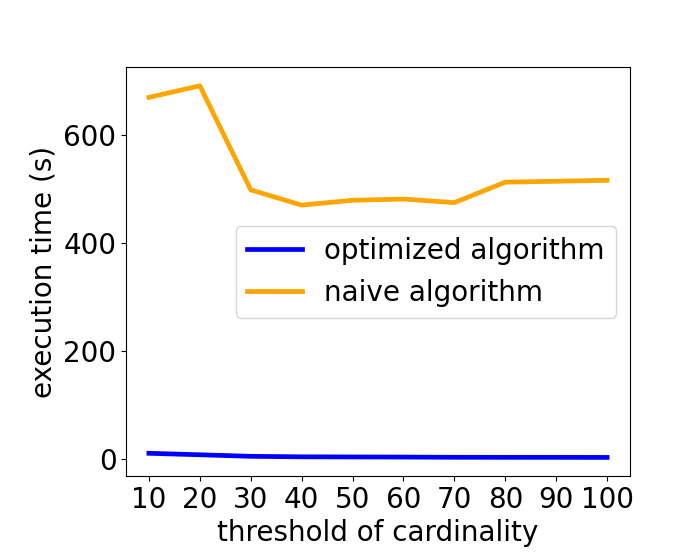 execution time (s)
600
400
200
0
optimized algorithm
naive algorithm
10 20 30 40 50 60 70 80 90 100
threshold of cardinality